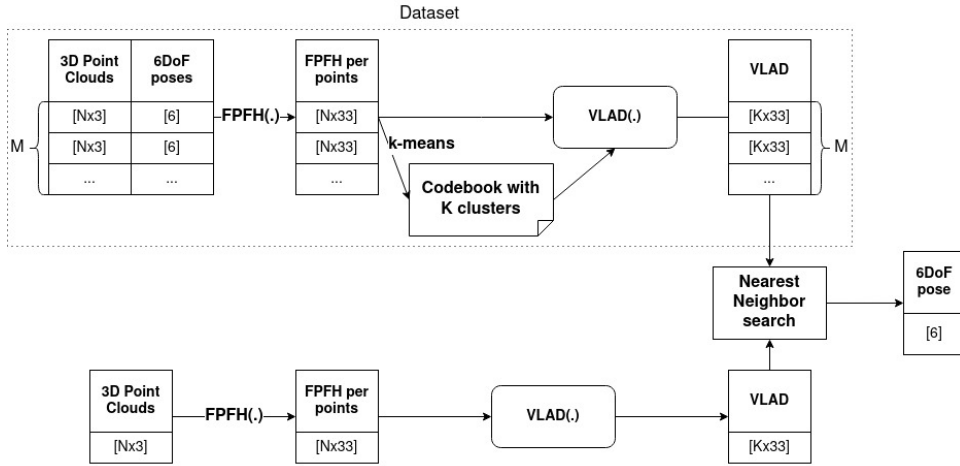 Dataset
3D Point
Clouds
6DoF
poses
[Nx3]
[6]
[Nx3]
[6]
...
...
M
FPFH(.)
FPFH per
points
[Nx33]
[Nx33]
...
k-means
Codebook with
K clusters
VLAD(.)
VLAD
[Kx33]
[Kx33]
...
M
Nearest
Neighbor
search
6DoF
pose
[6]
3D Point
Clouds
[Nx3]
FPFH(.)
FPFH per
points
[Nx33]
VLAD(.)
VLAD
[Kx33]